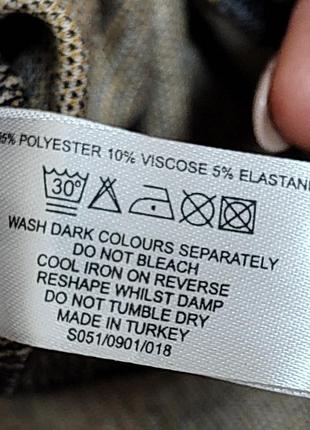 5% POLYESTER 10% VISCOSE 5% ELASTAN
30°
WASH DARK COLOURS SEPARATELY
DO NOT BLEACH
COOL IRON ON REVERSE
RESHAPE WHILST DAMP
DO NOT TUMBLE DRY
MADE IN TURKEY
S051/0901/018